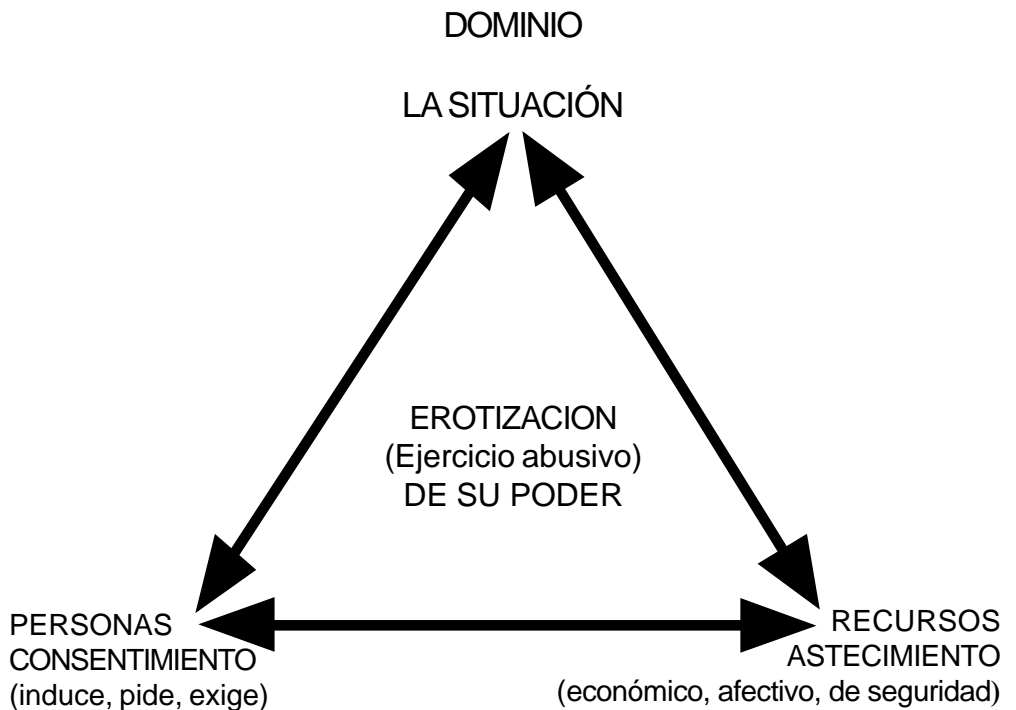 DOMINIO
LA SITUACIÓN
EROTIZACION
(Ejercicio abusivo)
DE SU PODER
PERSONAS
CONSENTIMIENTO
(induce, pide, exige)
RECURSOS
ASTECIMIENTO
(económico, afectivo, de seguridad)